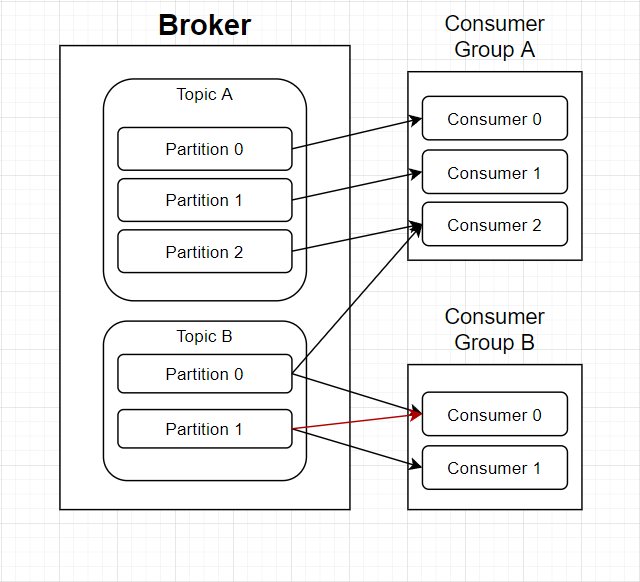 Broker
Topic A
Partition 0
Partition 1
Partition 2
Topic B
Partition 0
Partition 1
Consumer
Group A
Consumer 0
Consumer 1
Consumer 2
Consumer
Group B
Consumer 0
Consumer 1